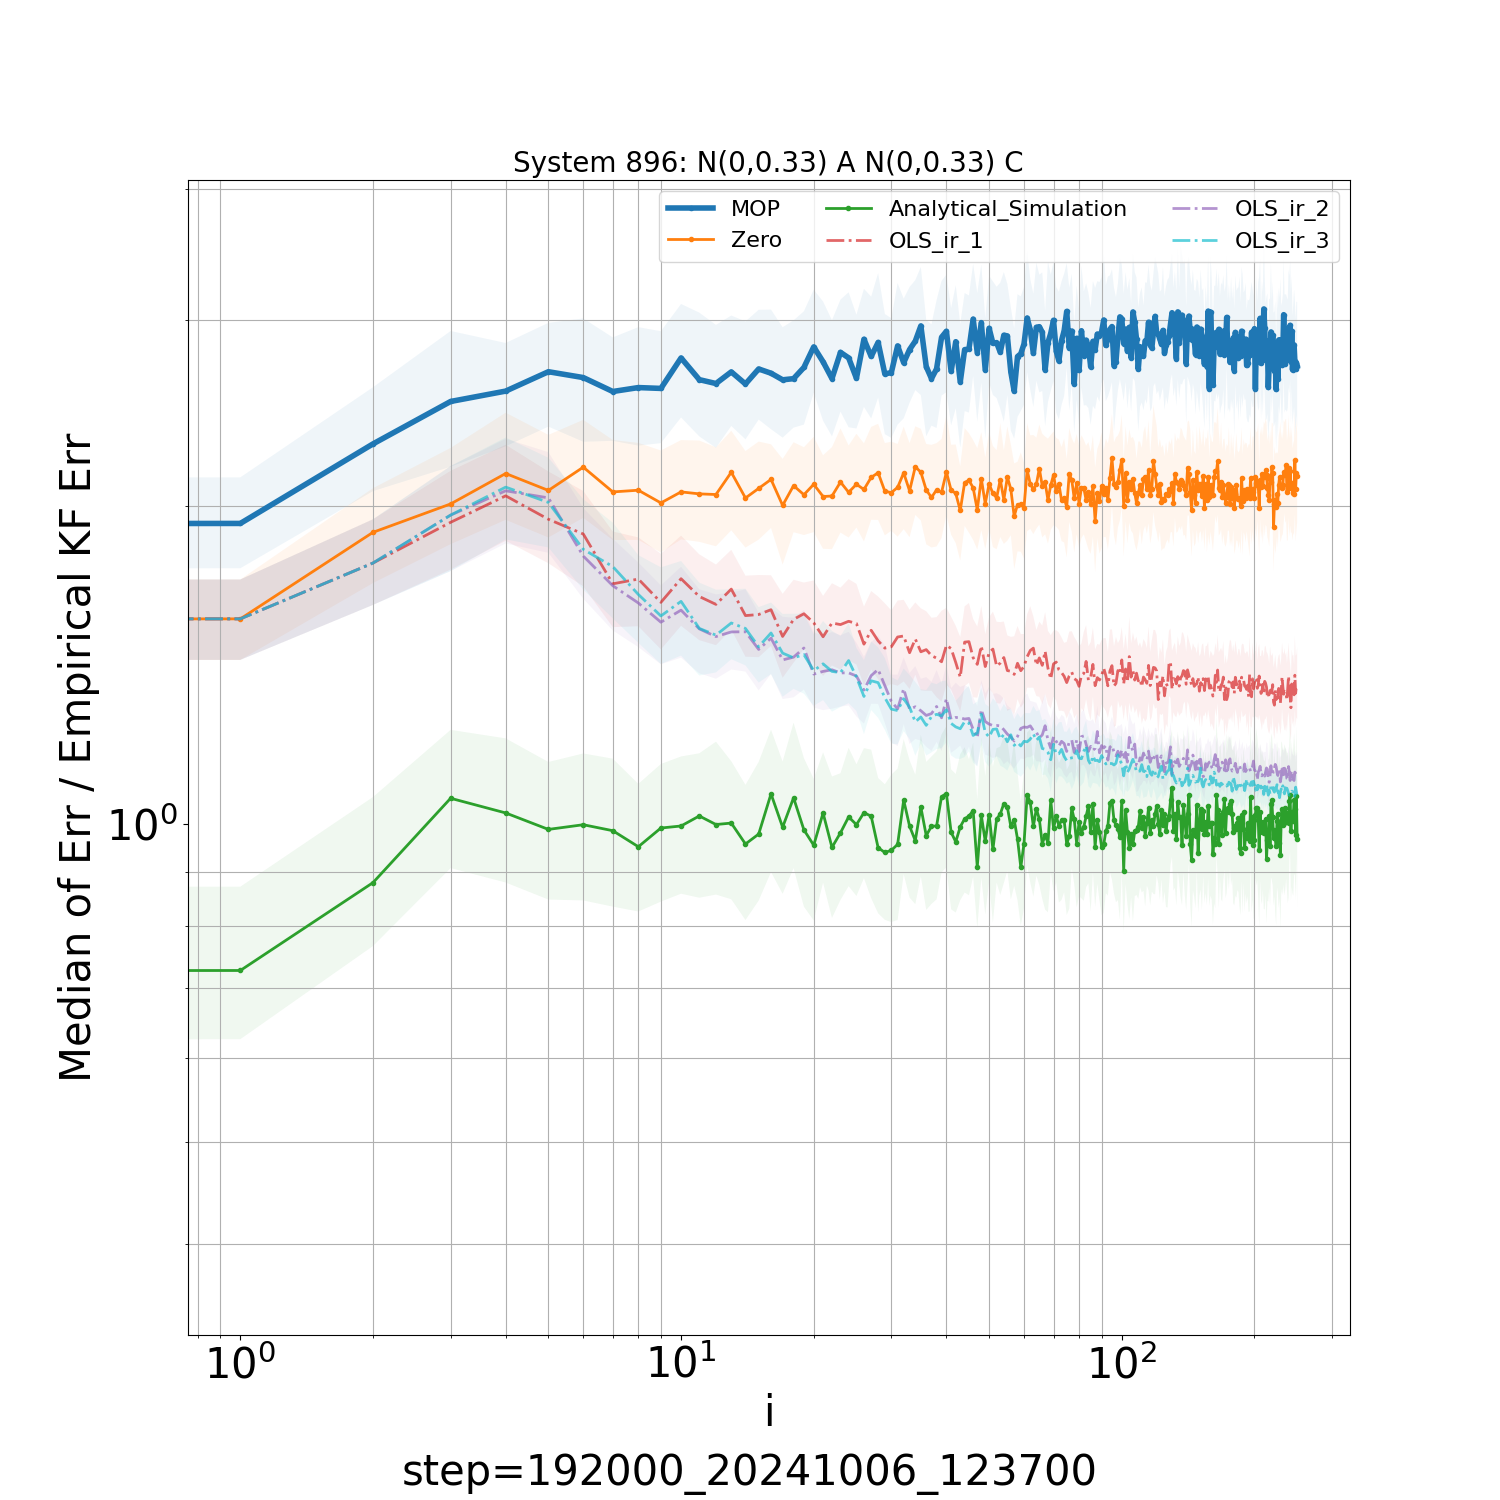 System 896: N(0,0.33) A N(0,0.33) C
MOP
Zero
Analytical_Simulation
OLS_ir_1
OLS_ir_2
OLS_ir_3
Median of Err / Empirical KF Err
10⁰
10⁰
10¹
10²
i
step=192000_20241006_123700